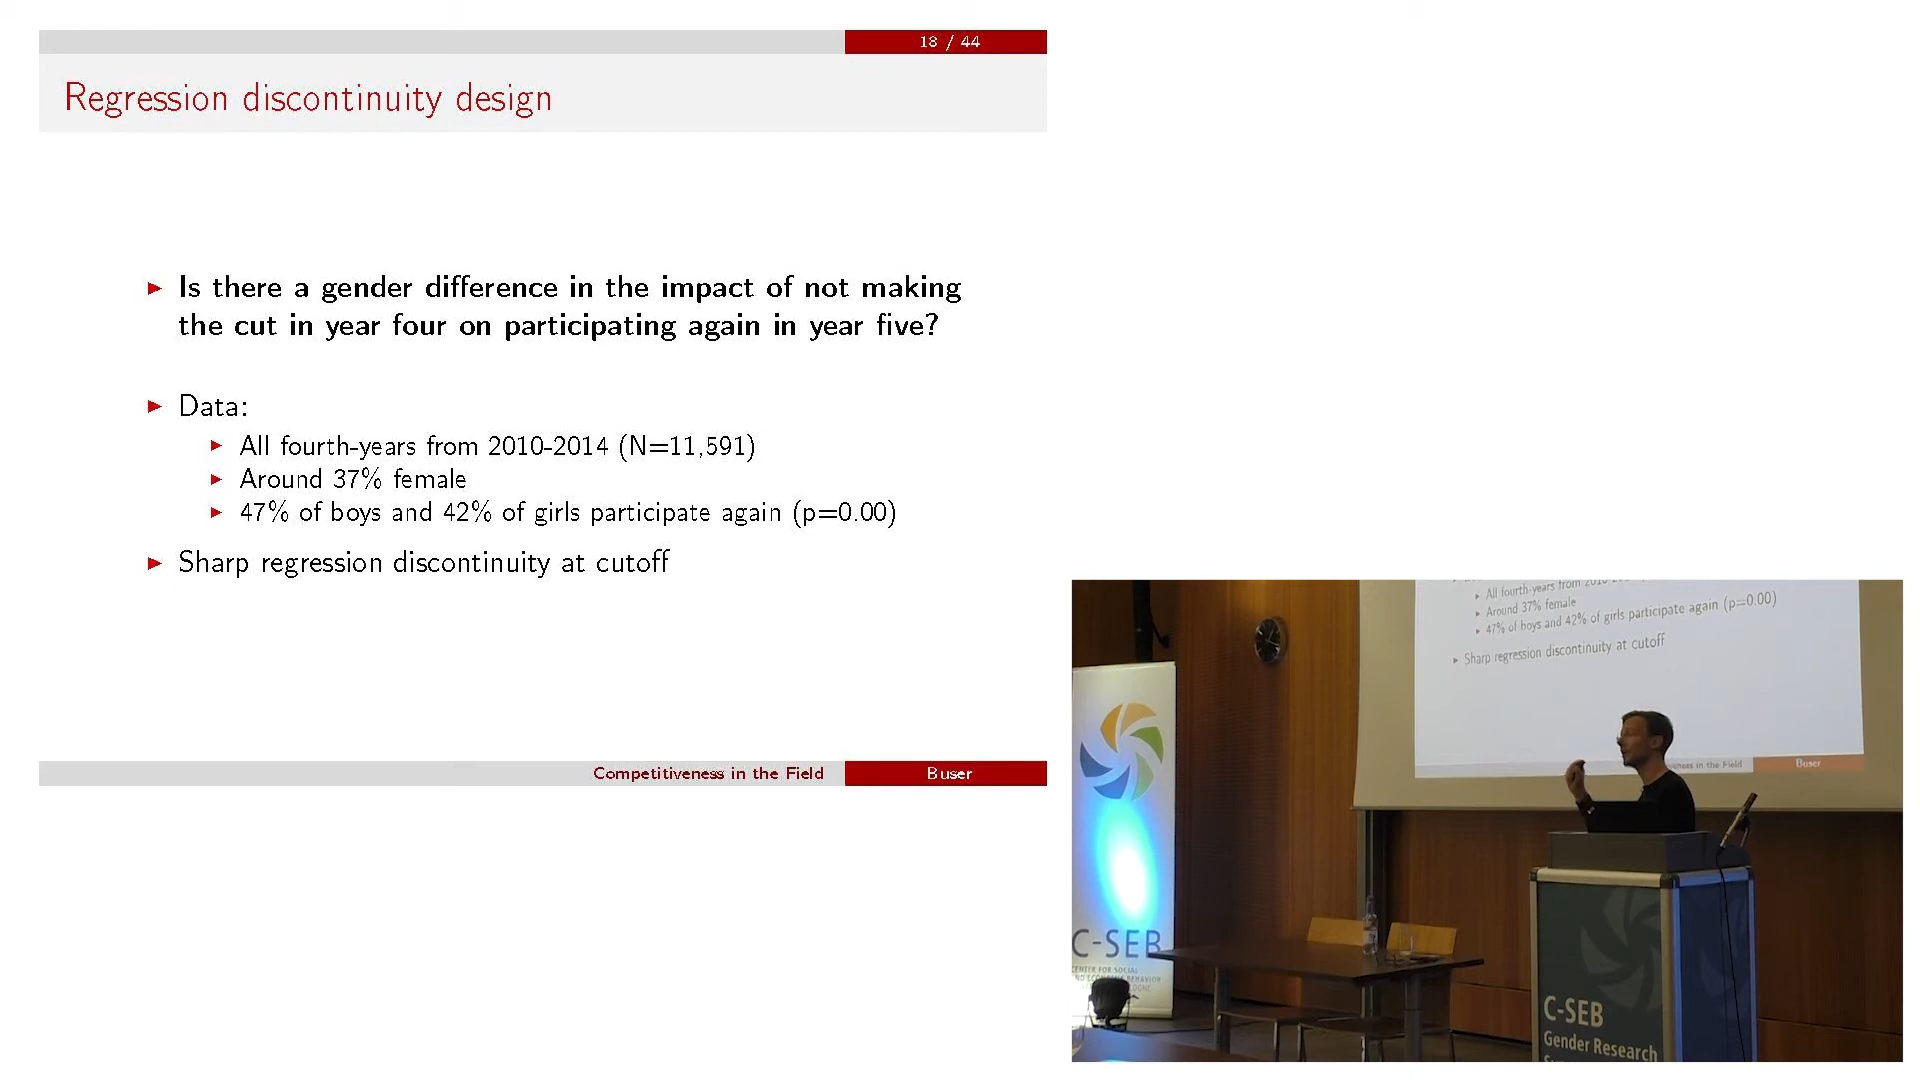 18 / 44
Regression discontinuity design
Is there a gender difference in the impact of not making
the cut in year four on participating again in year five?
Data:
All fourth-years from 2010-2014 (N=11,591)
Around 37% female
47% of boys and 42% of girls participate again (p=0.00)
Sharp regression discontinuity at cutoff
Competitiveness in the Field
Buser
All fourth-years from
Around 37% female
47% of boys and 42% of girls participate again (p=0.00)
Sharp regression discontinuity at cutoff
in the Field
Buser
C-SEB
CENTER FOR SOCIAL
C-SEB
Gender Research